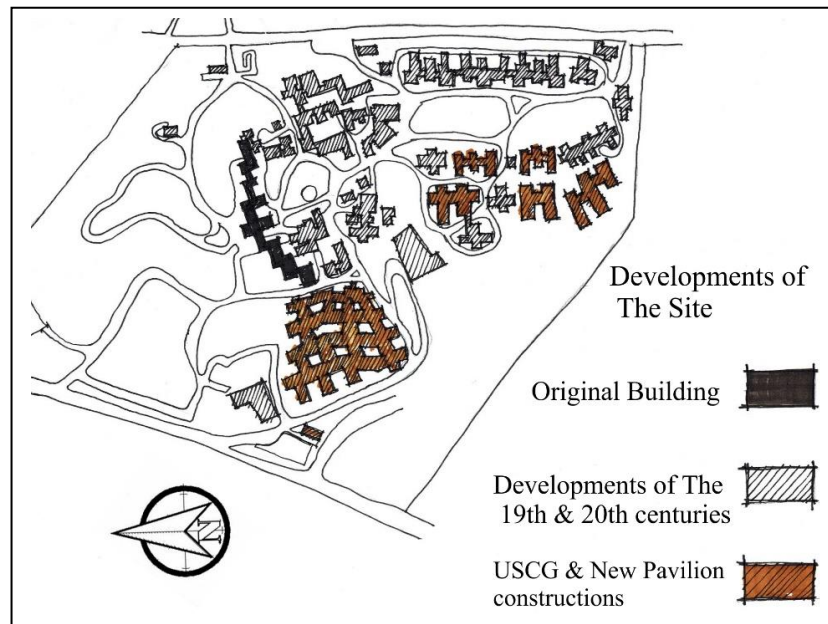 Developments of
The Site
Original Building
Developments of The
19th & 20th centuries
USCG & New Pavilion
constructions
N